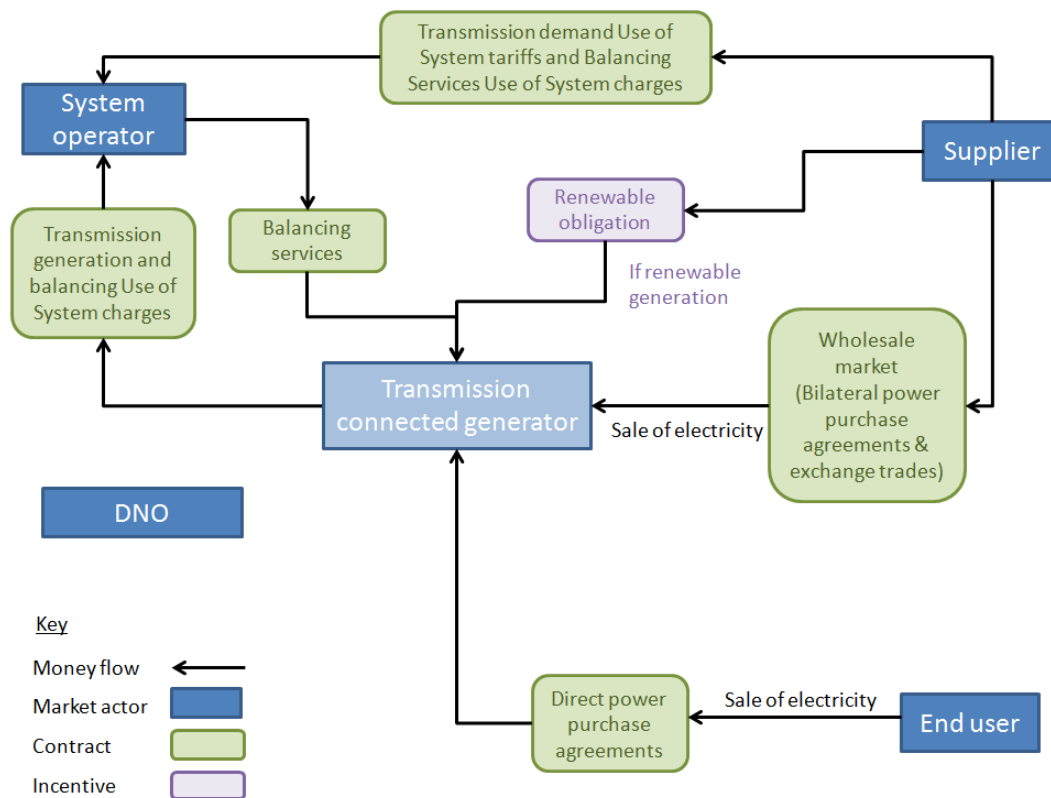 Transmission demand Use of
System tariffs and Balancing
Services Use of System charges
System
operator
Supplier
Renewable
obligation
Transmission
generation and
balancing Use of
System charges
Balancing
services
If renewable
generation
Wholesale
market
(Bilateral power
purchase
agreements &
exchange trades)
Transmission
connected generator
Sale of electricity
DNO
Key
Money flow
Market actor
Contract
Incentive
Direct power
purchase
agreements
Sale of electricity
End user